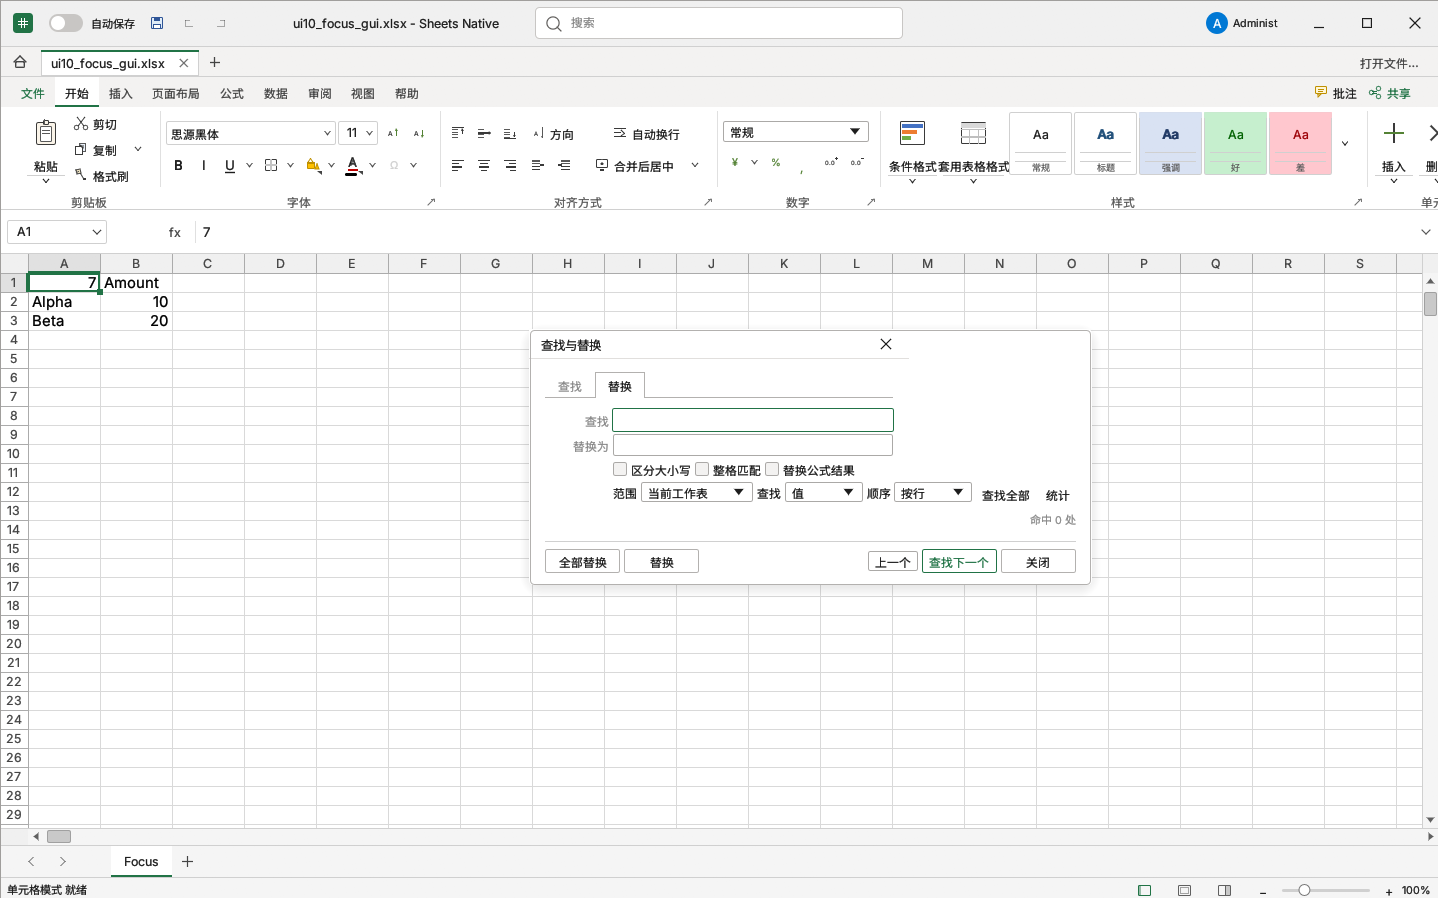 自动保存
ui10_focus_gui.xlsx - Sheets Native
搜索
A
Administ
ui10_focus_gui.xlsx
打开文件...
文件 开始 插入 页面布局 公式 数据 审阅 视图 帮助
批注 共享
粘贴
剪切
复制
格式刷
剪贴板
思源黑体 11 A A
B I U A
字体
方向 自动换行
合并后居中
对齐方式
常规
¥ % ,
数字
条件格式 套用表格格式
Aa 常规
Aa 标题
Aa 强调
Aa 好
Aa 差
样式
插入 删
单元
A1 fx 7
A B C D E F G H I J K L M N O P Q R S
1 7 Amount
2 Alpha 10
3 Beta 20
4
5
6
7
8
9
10
11
12
13
14
15
16
17
18
19
20
21
22
23
24
25
26
27
28
29
查找与替换
查找 替换
查找
替换为
区分大小写 整格匹配 替换公式结果
范围 当前工作表 查找 值 顺序 按行 查找全部 统计
命中 0 处
全部替换 替换 上一个 查找下一个 关闭
Focus
单元格模式 就绪
100%